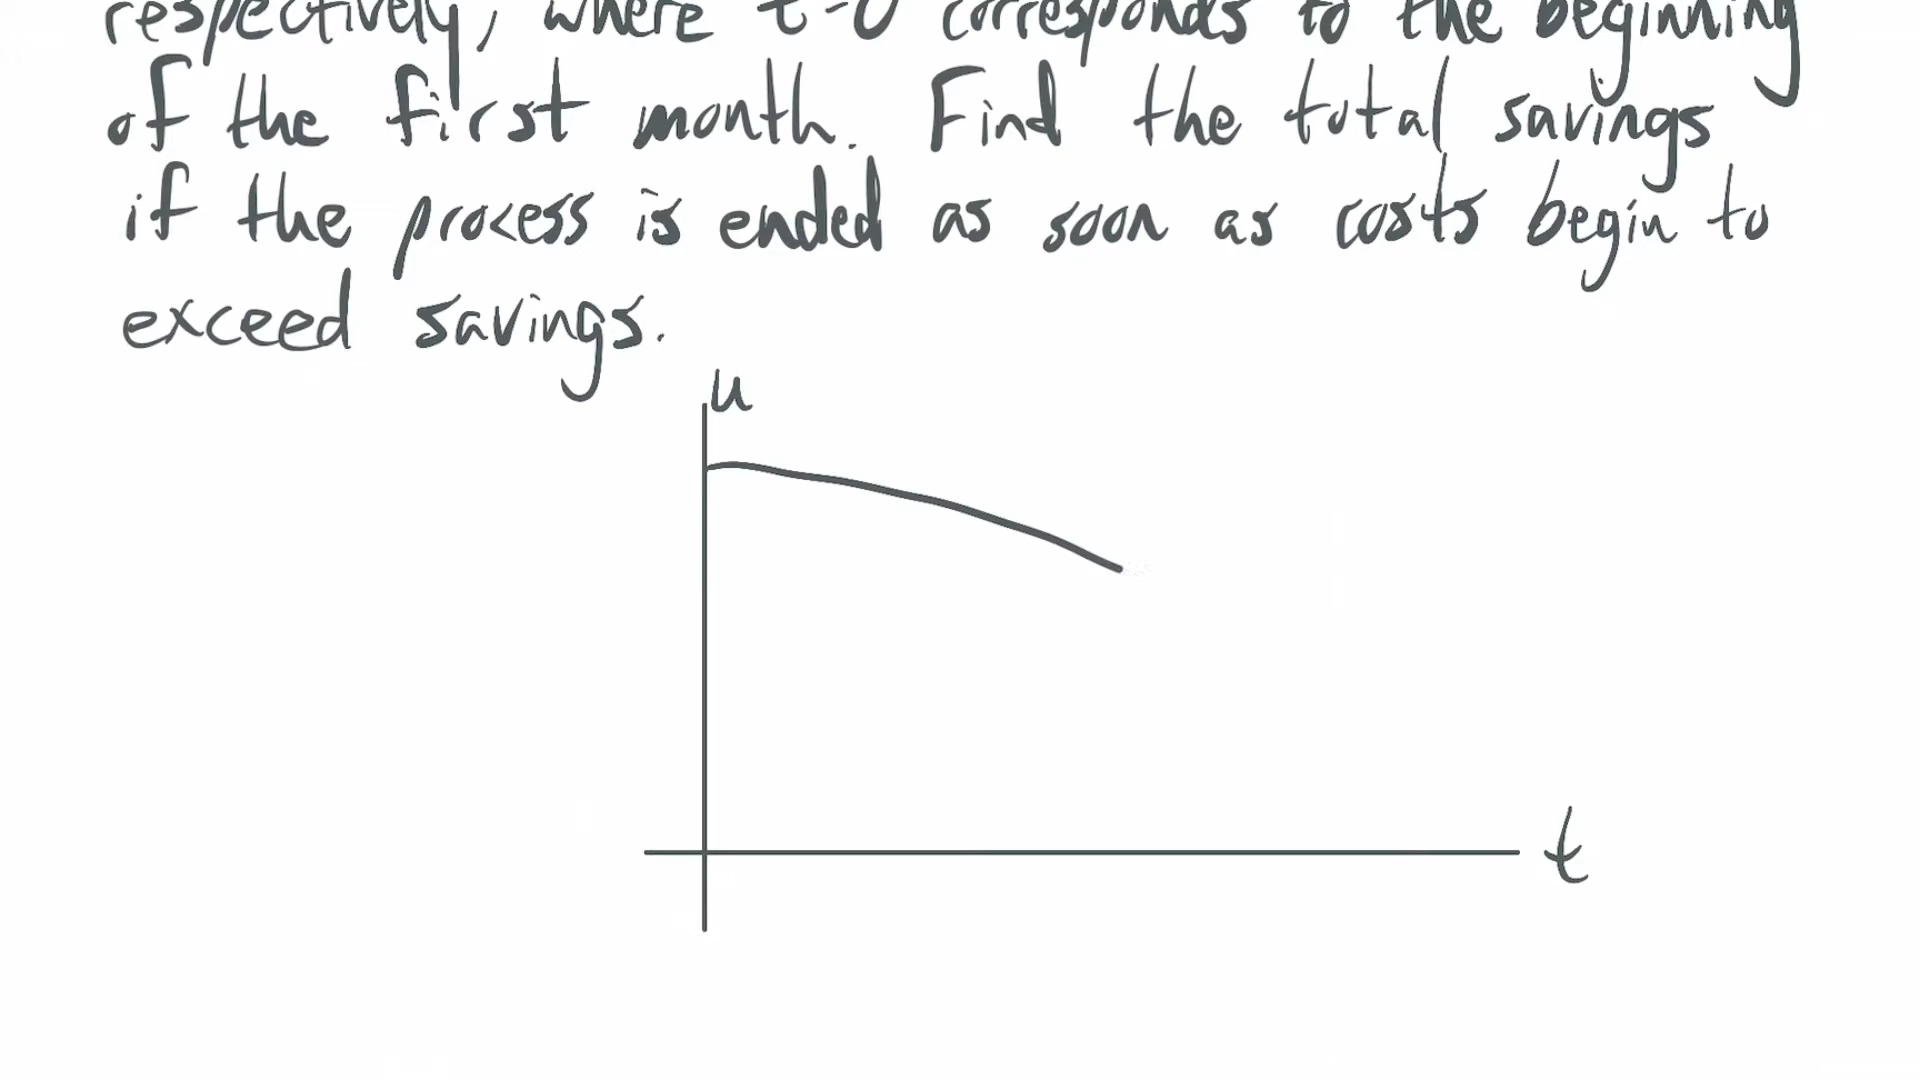 respectively, where t=0 corresponds to the beginning
of the first month. Find the total savings
if the process is ended as soon as costs begin to
exceed savings.
u
t